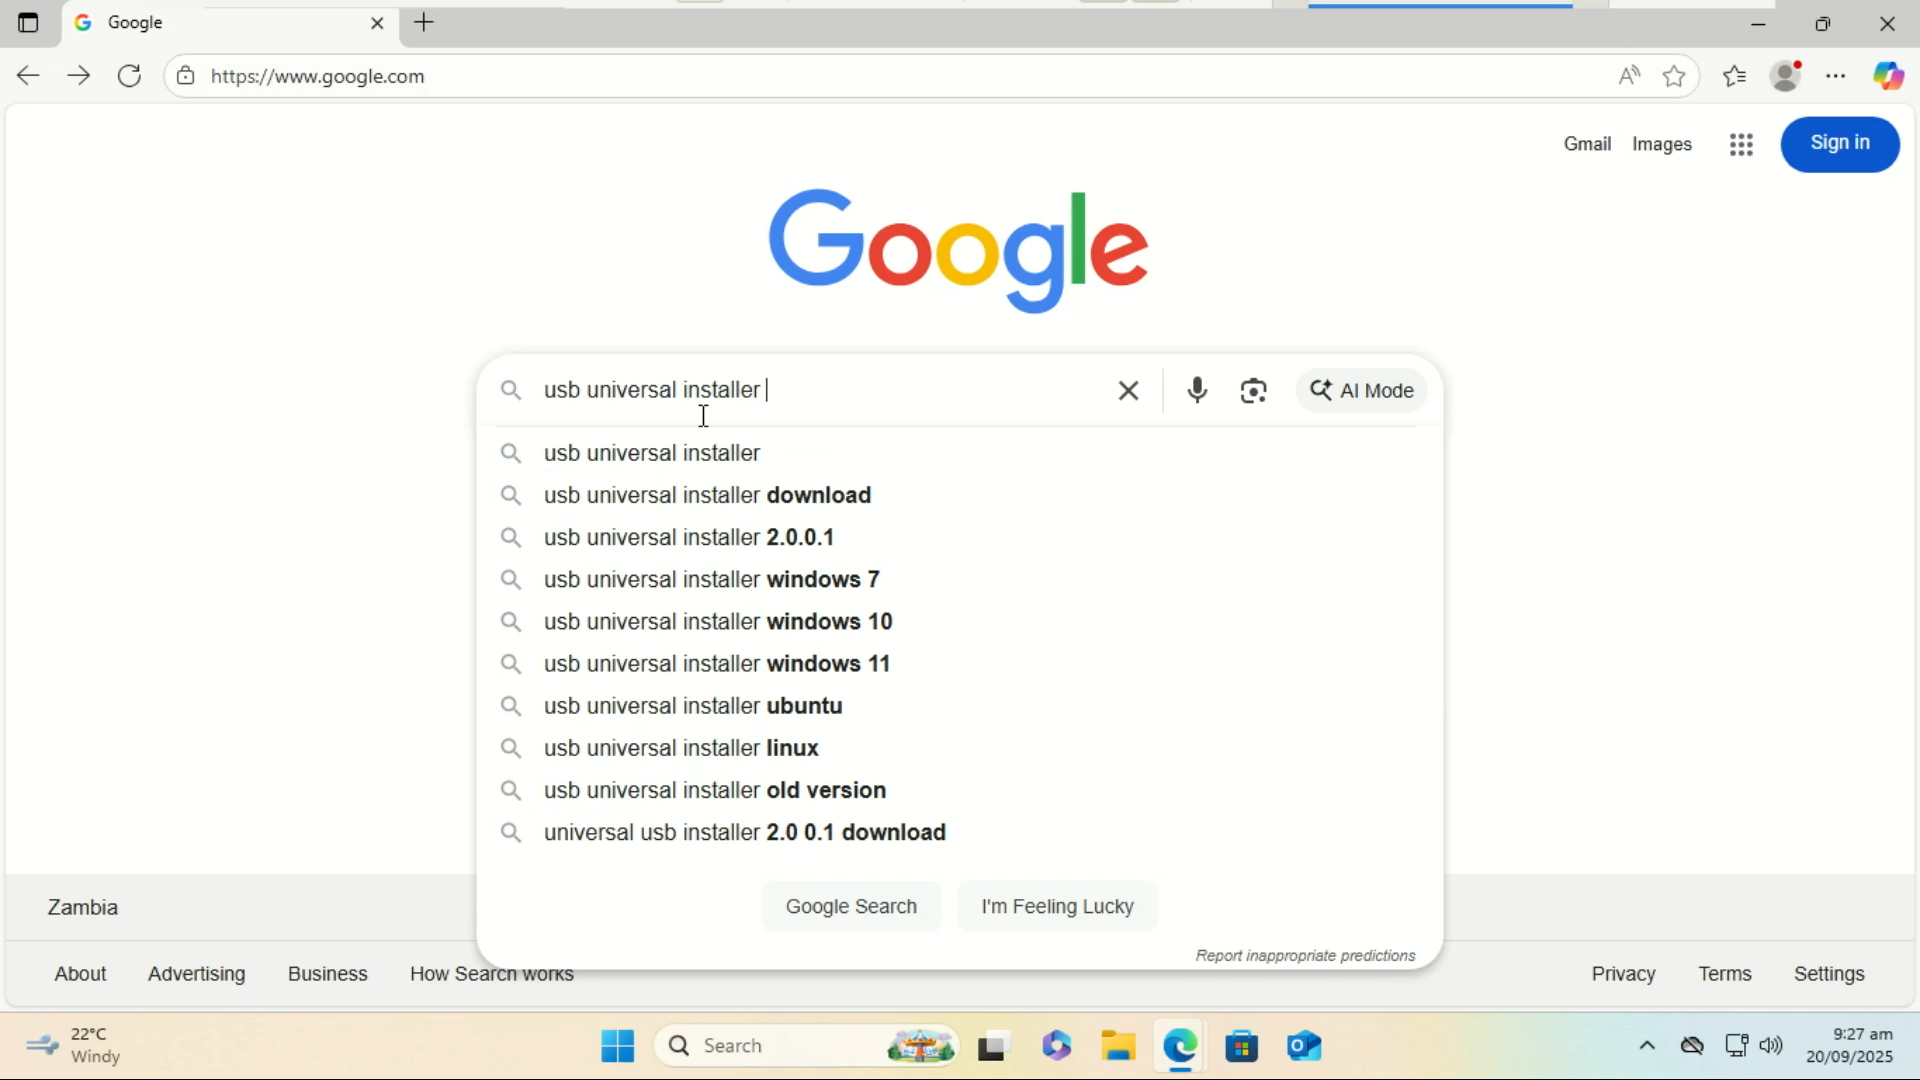 Google
https://www.google.com
Gmail Images Sign in
Google
usb universal installer
AI Mode
usb universal installer
usb universal installer download
usb universal installer 2.0.0.1
usb universal installer windows 7
usb universal installer windows 10
usb universal installer windows 11
usb universal installer ubuntu
usb universal installer linux
usb universal installer old version
universal usb installer 2.0 0.1 download
Google Search I'm Feeling Lucky
Report inappropriate predictions
Zambia
About Advertising Business How Search works Privacy Terms Settings
22°C
Windy
Search
9:27 am
20/09/2025